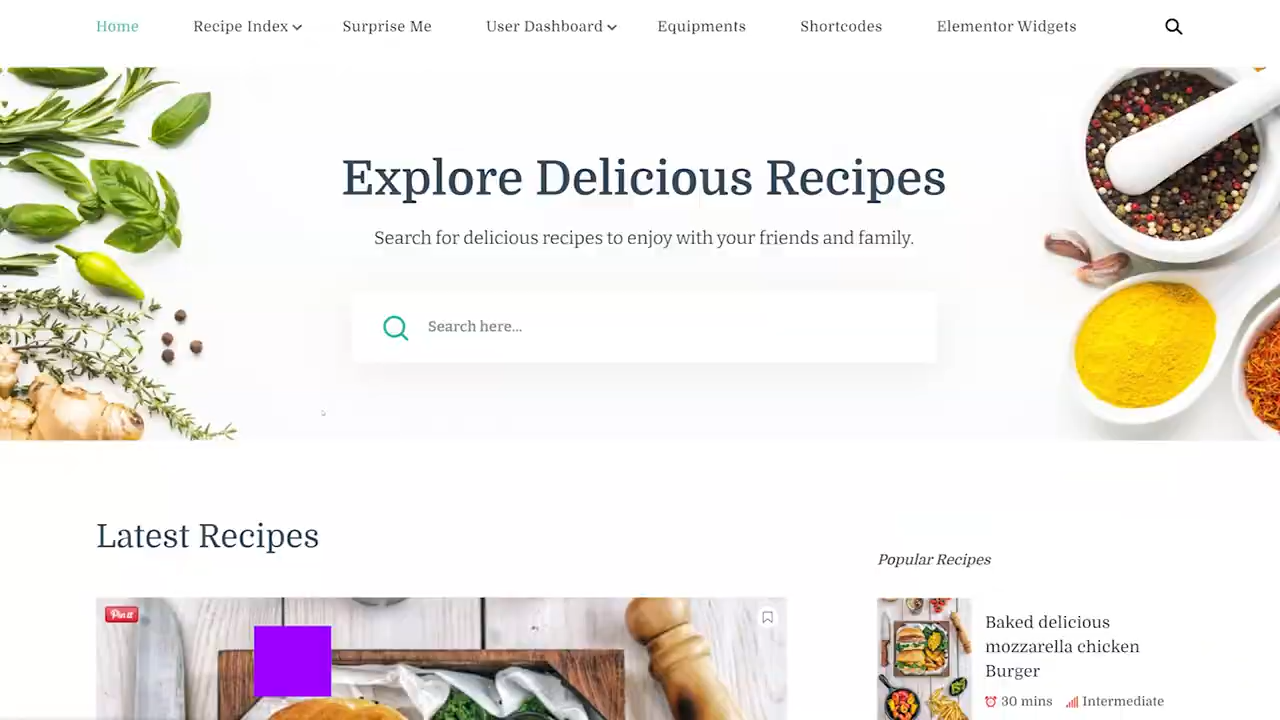 Home Recipe Index Surprise Me User Dashboard Equipments Shortcodes Elementor Widgets
Explore Delicious Recipes
Search for delicious recipes to enjoy with your friends and family.
Search here...
Latest Recipes
Pin it
Popular Recipes
Baked delicious
mozzarella chicken
Burger
30 mins Intermediate